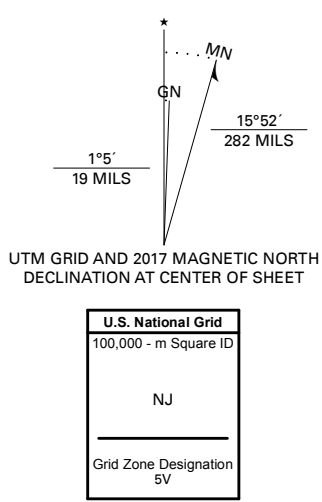 ★
MN
GN
15°52´
282 MILS
1°5´
19 MILS
UTM GRID AND 2017 MAGNETIC NORTH
DECLINATION AT CENTER OF SHEET
U.S. National Grid
100,000 - m Square ID
NJ
Grid Zone Designation
5V